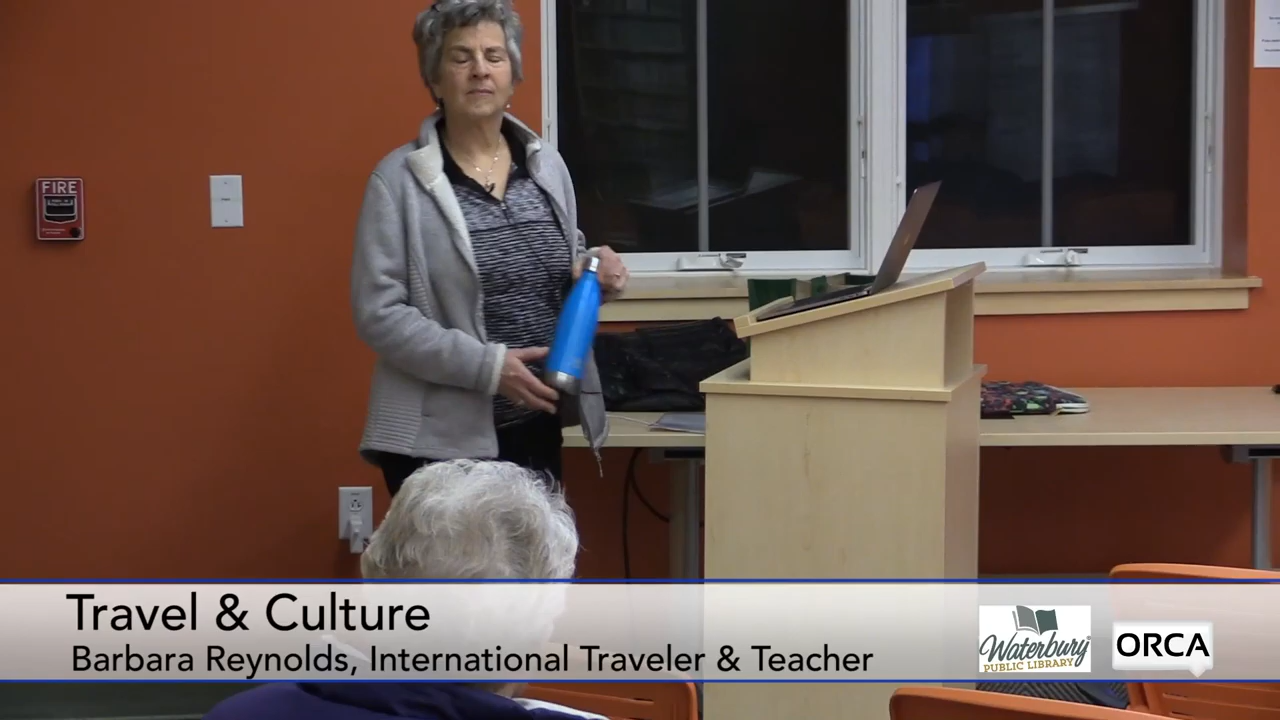 FIRE
Travel & Culture
Barbara Reynolds, International Traveler & Teacher
Waterbury
PUBLIC LIBRARY
ORCA